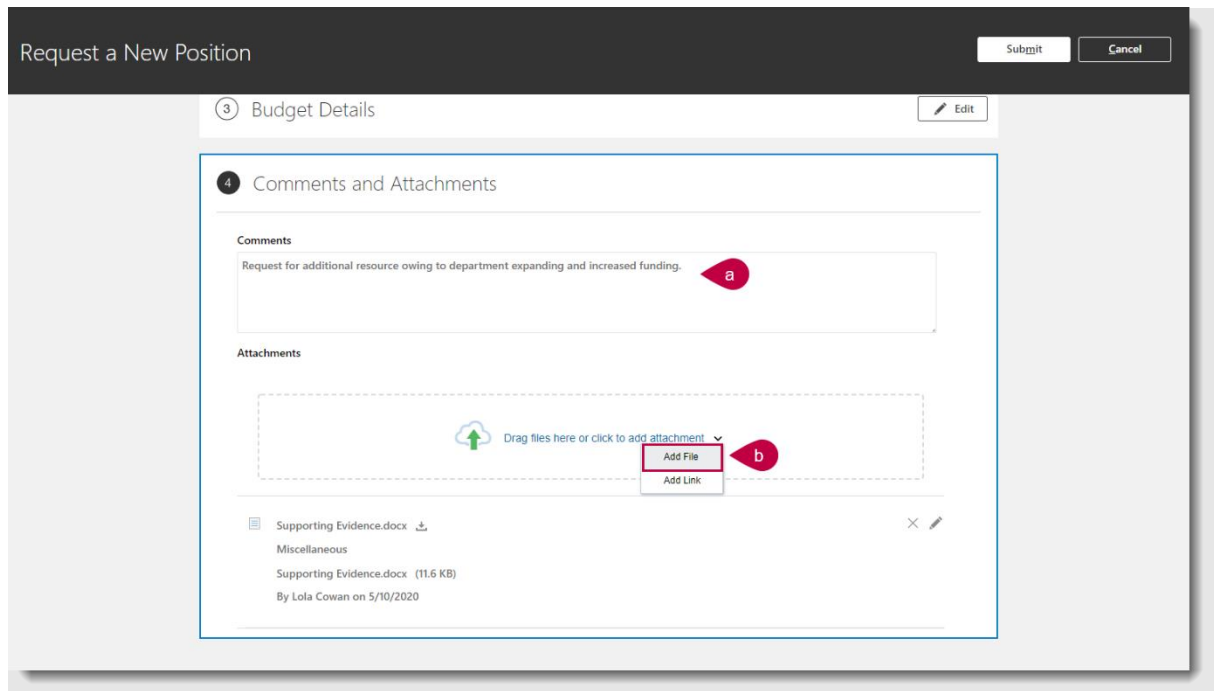 Request a New Position
Submit
Cancel
3 Budget Details
Edit
4 Comments and Attachments
Comments
Request for additional resource owing to department expanding and increased funding.
a
Attachments
Drag files here or click to add attachment
Add File
b
Add Link
Supporting Evidence.docx
Miscellaneous
Supporting Evidence.docx (11.6 KB)
By Lola Cowan on 5/10/2020